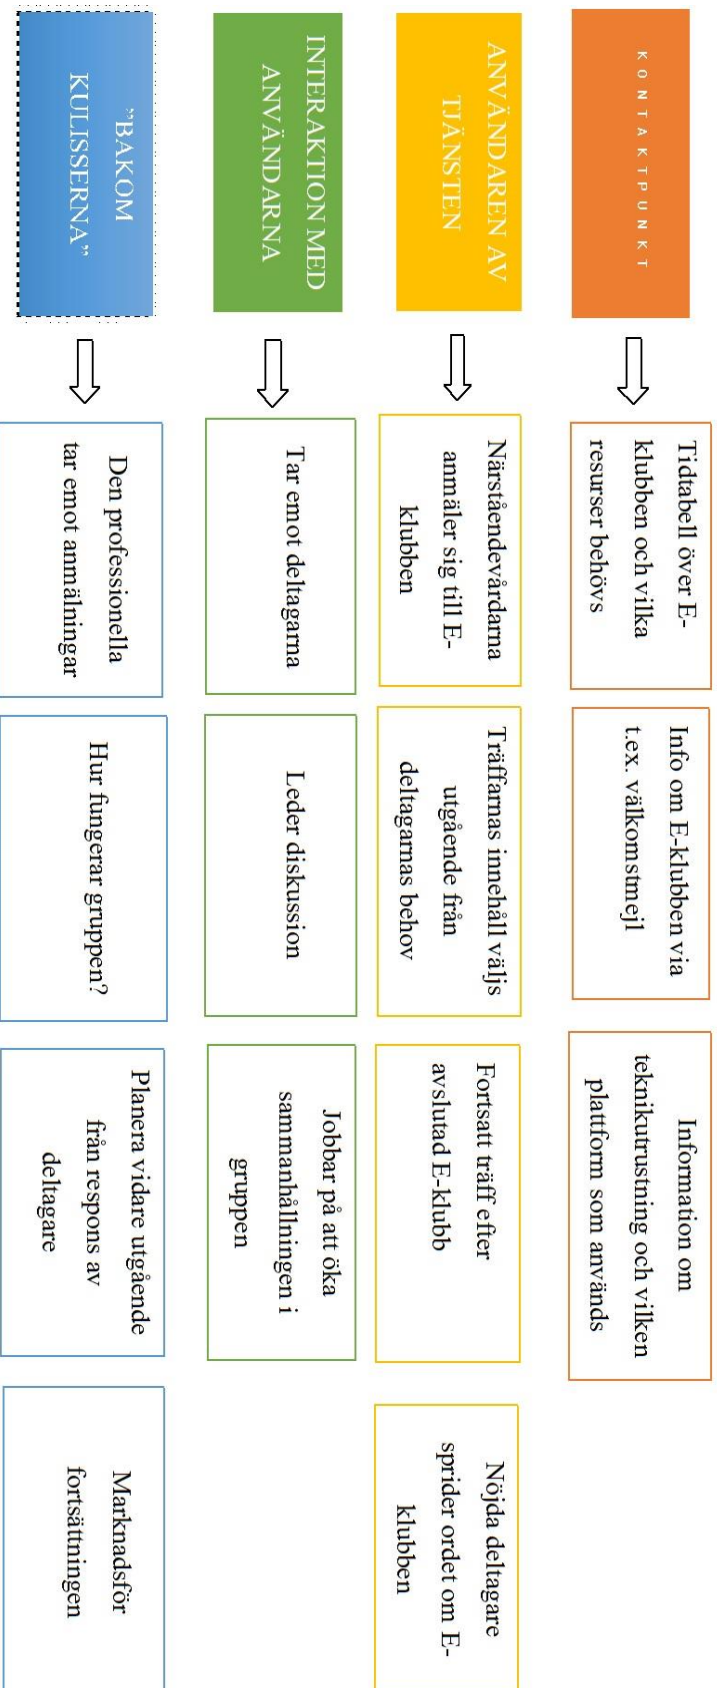 KONTAKTPUNKT
Tidtabell över E-
klubben och vilka
resurser behövs
Info om E-klubben via
t.ex. välkomstmejl
Information om
teknikutrustning och vilken
plattform som används
ANVÄNDAREN AV
TJÄNSTEN
Närståendevårdarna
anmäler sig till E-
klubben
Träffarnas innehåll väljs
utgående från
deltagarnas behov
Fortsatt träff efter
avslutad E-klubb
Nöjda deltagare
sprider ordet om E-
klubben
INTERAKTION MED
ANVÄNDARNA
Tar emot deltagarna
Leder diskussion
Jobbar på att öka
sammanhållningen i
gruppen
”BAKOM
KULISSERNA”
Den professionella
tar emot anmälningar
Hur fungerar gruppen?
Planera vidare utgående
från respons av
deltagare
Marknadsför
fortsättningen